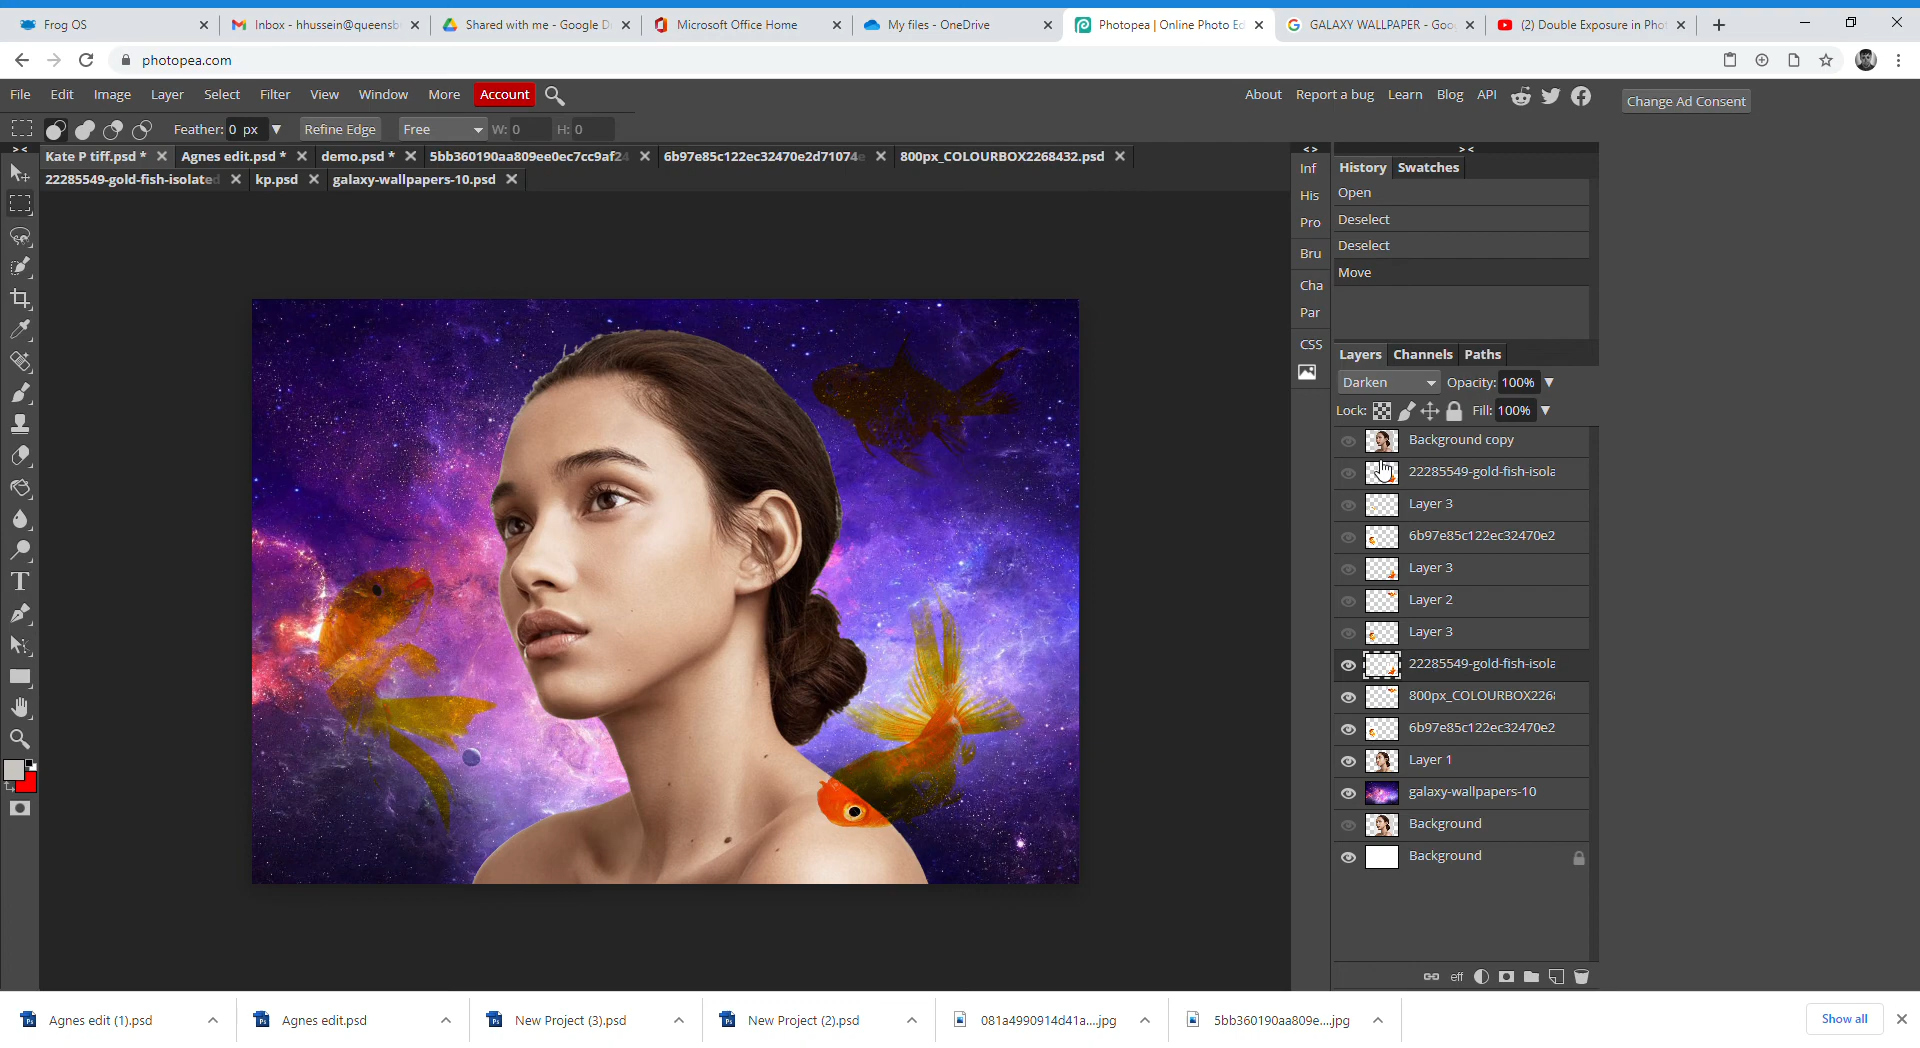 Frog OS
Inbox - hhussein@queensb
Shared with me - Google D
Microsoft Office Home
My files - OneDrive
Photopea | Online Photo Ed
GALAXY WALLPAPER - Goo
(2) Double Exposure in Phot
photopea.com
File Edit Image Layer Select Filter View Window More Account
About Report a bug Learn Blog API
Change Ad Consent
Feather: 0 px Refine Edge Free W: 0 H: 0
Kate P tiff.psd * Agnes edit.psd * demo.psd * 5bb360190aa809ee0ec7cc9af24 6b97e85c122ec32470e2d71074e 800px_COLOURBOX2268432.psd
22285549-gold-fish-isolated kp.psd galaxy-wallpapers-10.psd
Inf
His
Pro
Bru
Cha
Par
CSS
History Swatches
Open
Deselect
Deselect
Move
Layers Channels Paths
Darken Opacity: 100%
Lock: Fill: 100%
Background copy
22285549-gold-fish-isola
Layer 3
6b97e85c122ec32470e2
Layer 3
Layer 2
Layer 3
22285549-gold-fish-isola
800px_COLOURBOX226
6b97e85c122ec32470e2
Layer 1
galaxy-wallpapers-10
Background
Background
eff
Agnes edit (1).psd
Agnes edit.psd
New Project (3).psd
New Project (2).psd
081a4990914d41a....jpg
5bb360190aa809e....jpg
Show all